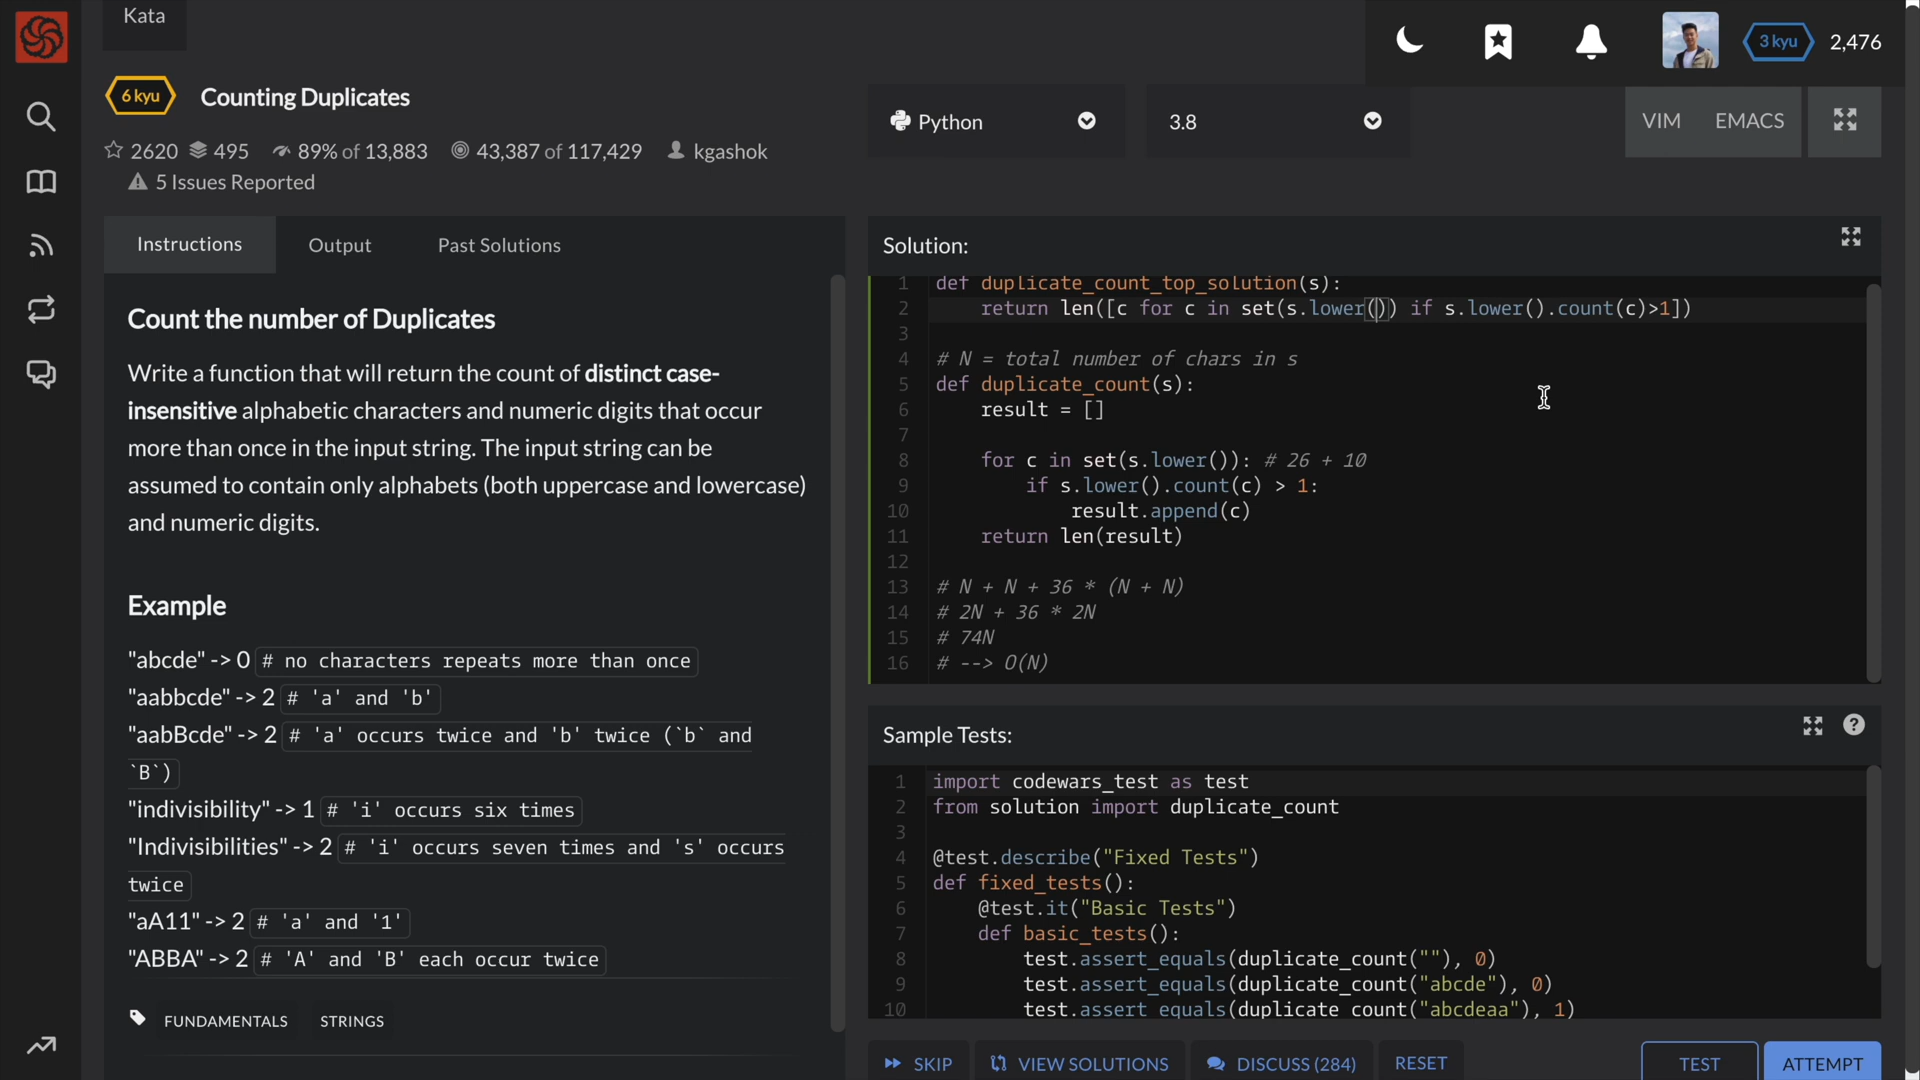 Kata
3 kyu
2,476
6 kyu
Counting Duplicates
2620
495
89% of 13,883
43,387 of 117,429
kgashok
5 Issues Reported
Python
3.8
VIM
EMACS
Instructions
Output
Past Solutions
Count the number of Duplicates
Write a function that will return the count of distinct case-
insensitive alphabetic characters and numeric digits that occur
more than once in the input string. The input string can be
assumed to contain only alphabets (both uppercase and lowercase)
and numeric digits.
Example
"abcde" -> 0 # no characters repeats more than once
"aabbcde" -> 2 # 'a' and 'b'
"aabBcde" -> 2 # 'a' occurs twice and 'b' twice (`b` and
`B`)
"indivisibility" -> 1 # 'i' occurs six times
"Indivisibilities" -> 2 # 'i' occurs seven times and 's' occurs
twice
"aA11" -> 2 # 'a' and '1'
"ABBA" -> 2 # 'A' and 'B' each occur twice
FUNDAMENTALS
STRINGS
Solution:
1 def duplicate_count_top_solution(s):
2 return len([c for c in set(s.lower()) if s.lower().count(c)>1])
3
4 # N = total number of chars in s
5 def duplicate_count(s):
6 result = []
7
8 for c in set(s.lower()): # 26 + 10
9 if s.lower().count(c) > 1:
10 result.append(c)
11 return len(result)
12
13 # N + N + 36 * (N + N)
14 # 2N + 36 * 2N
15 # 74N
16 # --> O(N)
Sample Tests:
1 import codewars_test as test
2 from solution import duplicate_count
3
4 @test.describe("Fixed Tests")
5 def fixed_tests():
6 @test.it("Basic Tests")
7 def basic_tests():
8 test.assert_equals(duplicate_count(""), 0)
9 test.assert_equals(duplicate_count("abcde"), 0)
10 test.assert_equals(duplicate_count("abcdeaa"), 1)
SKIP
VIEW SOLUTIONS
DISCUSS (284)
RESET
TEST
ATTEMPT